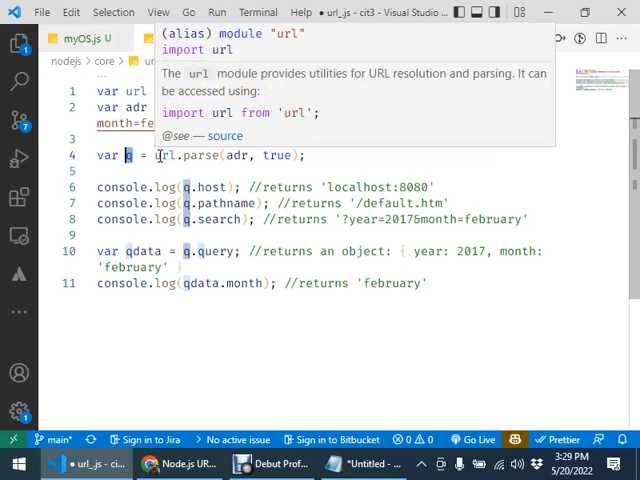 File Edit Selection View Go Run Terminal Help • url_js - cit3 - Visual Studio ...
myOS.js U
nodejs core
(alias) module "url"
import url
The url module provides utilities for URL resolution and parsing. It can
be accessed using:
import url from 'url';
@see — source
...
1 var url
2 var adr
month=fe
3
4 var q = url.parse(adr, true);
6 console.log(q.host); //returns 'localhost:8080'
7 console.log(q.pathname); //returns '/default.htm'
8 console.log(q.search); //returns '?year=2017&month=february'
10 var qdata = q.query; //returns an object: { year: 2017, month:
'february' }
11 console.log(qdata.month); //returns 'february'
main* Sign in to Jira No active issue Sign in to Bitbucket 0 0 Go Live Prettier
url_js - ci... Node.js UR... Debut Prof... *Untitled - ... 3:29 PM
5/20/2022